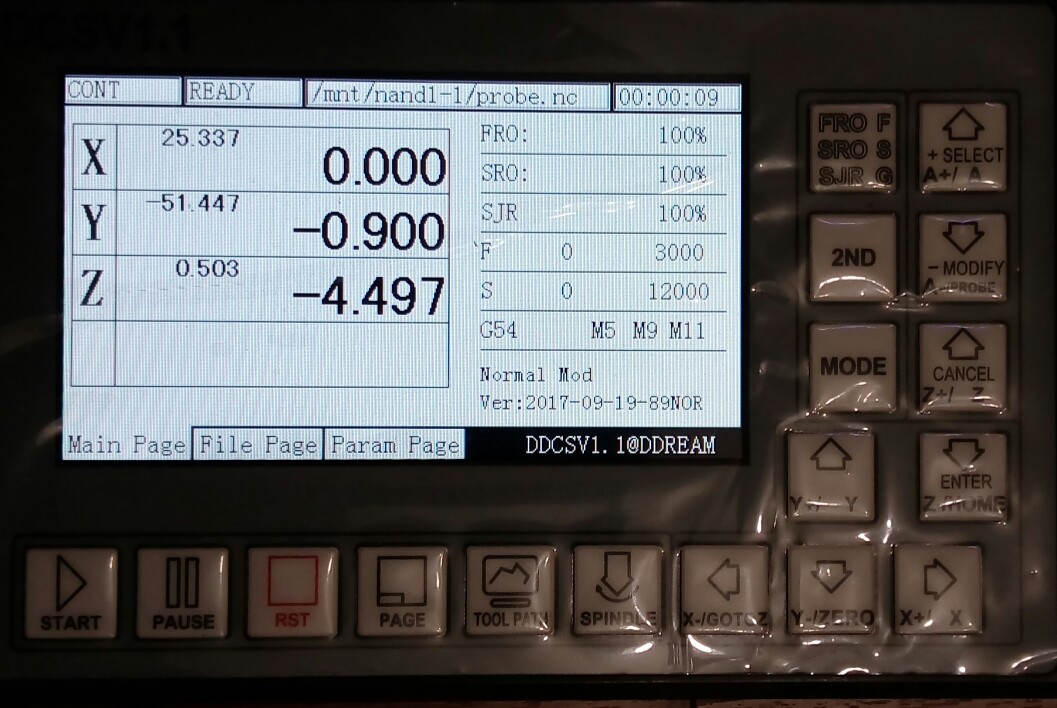 DCSV1.1
CONT READY /mnt/nand1-1/probe.nc 00:00:09
X 25.337 0.000
Y -51.447 -0.900
Z 0.503 -4.497
FRO: 100%
SRO: 100%
SJR 100%
F 0 3000
S 0 12000
G54 M5 M9 M11
Normal Mod
Ver:2017-09-19-89NOR
Main Page File Page Param Page DDCSV1.1@DDREAM
FRO F
SRO S
SJR G
+ SELECT
A+/ A
2ND
- MODIFY
A-/PROBE
MODE
CANCEL
Z+/ Z
Y+/ Y
ENTER
Z-/HOME
START
PAUSE
RST
PAGE
TOOL PATH
SPINDLE
X-/GOTOZ
Y-/ZERO
X+/ X